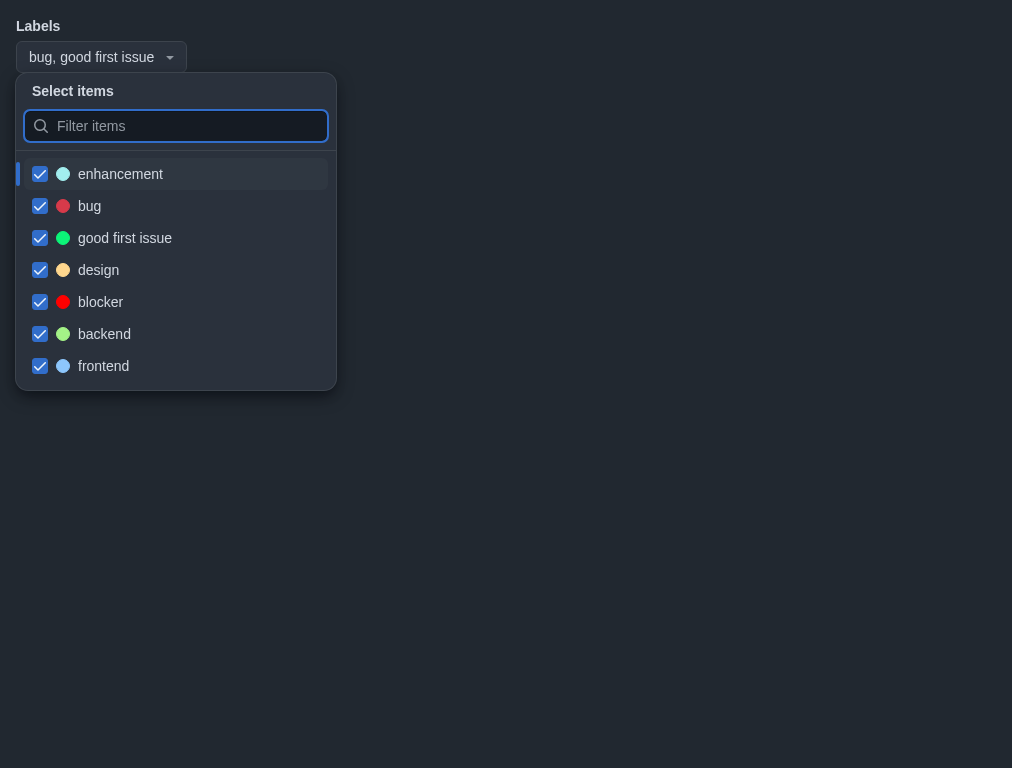 Labels
bug, good first issue
Select items
Filter items
enhancement
bug
good first issue
design
blocker
backend
frontend